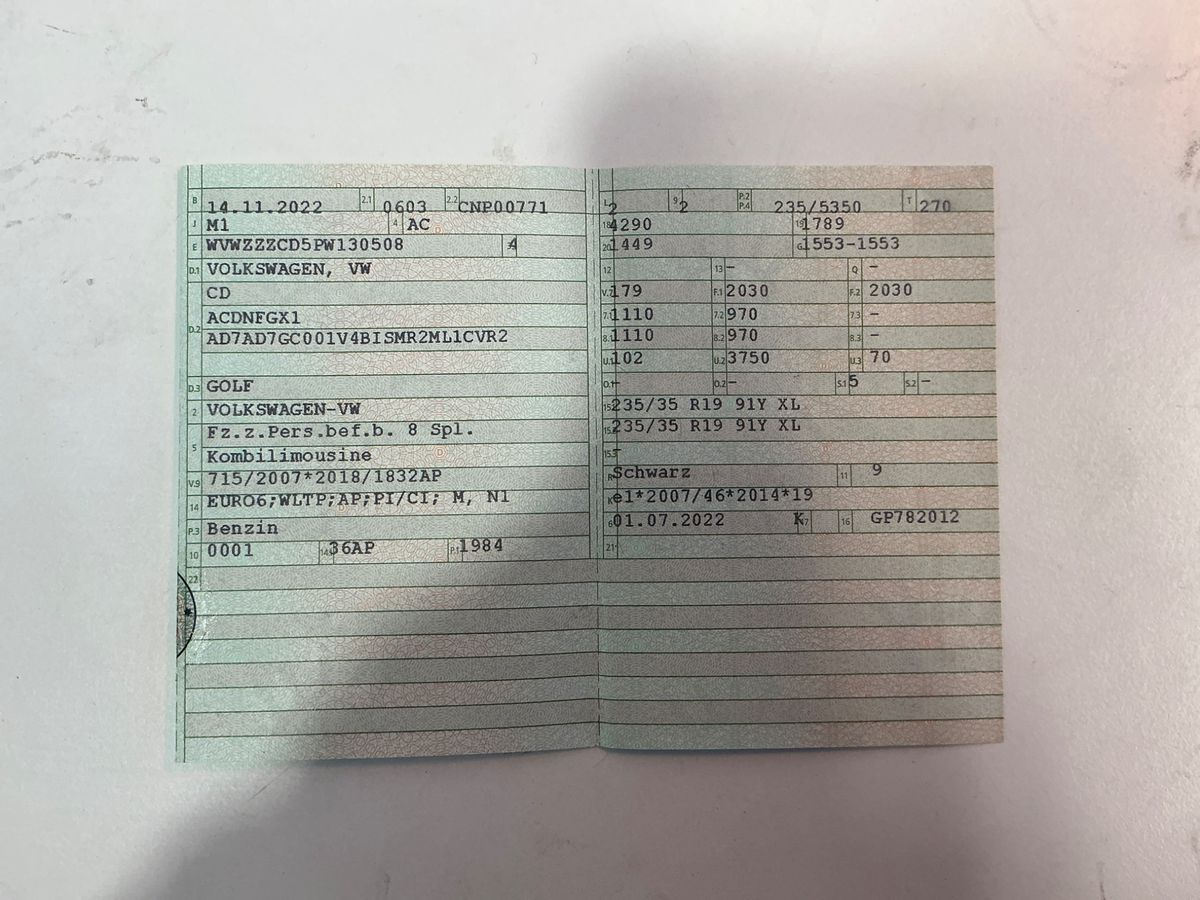 B 14.11.2022 2.1 0603 2.2 CNP00771
J M1 4 AC
E WVWZZZCD5PW130508 4
D.1 VOLKSWAGEN, VW
CD
D.2 ACDNFGX1
AD7AD7GC001V4BISMR2ML1CVR2
D.3 GOLF
2 VOLKSWAGEN-VW
5 Fz.z.Pers.bef.b. 8 Spl.
Kombilimousine
V.9 715/2007*2018/1832AP
14 EURO6;WLTP;AP;PI/CI; M, N1
P.3 Benzin
10 0001 14.1 36AP P.1 1984
22
L 2 9 2 P.2 P.4 235/5350 T 270
18 4290 19 1789
20 1449 G 1553-1553
12 13 - Q -
V.7 179 F.1 2030 F.2 2030
7.1 1110 7.2 970 7.3 -
8.1 1110 8.2 970 8.3 -
U.1 102 U.2 3750 U.3 70
O.1 - O.2 - S.1 5 S.2 -
15.1 235/35 R19 91Y XL
15.2 235/35 R19 91Y XL
15.3 -
R Schwarz 11 9
K e1*2007/46*2014*19
6 01.07.2022 17 K 16 GP782012
21